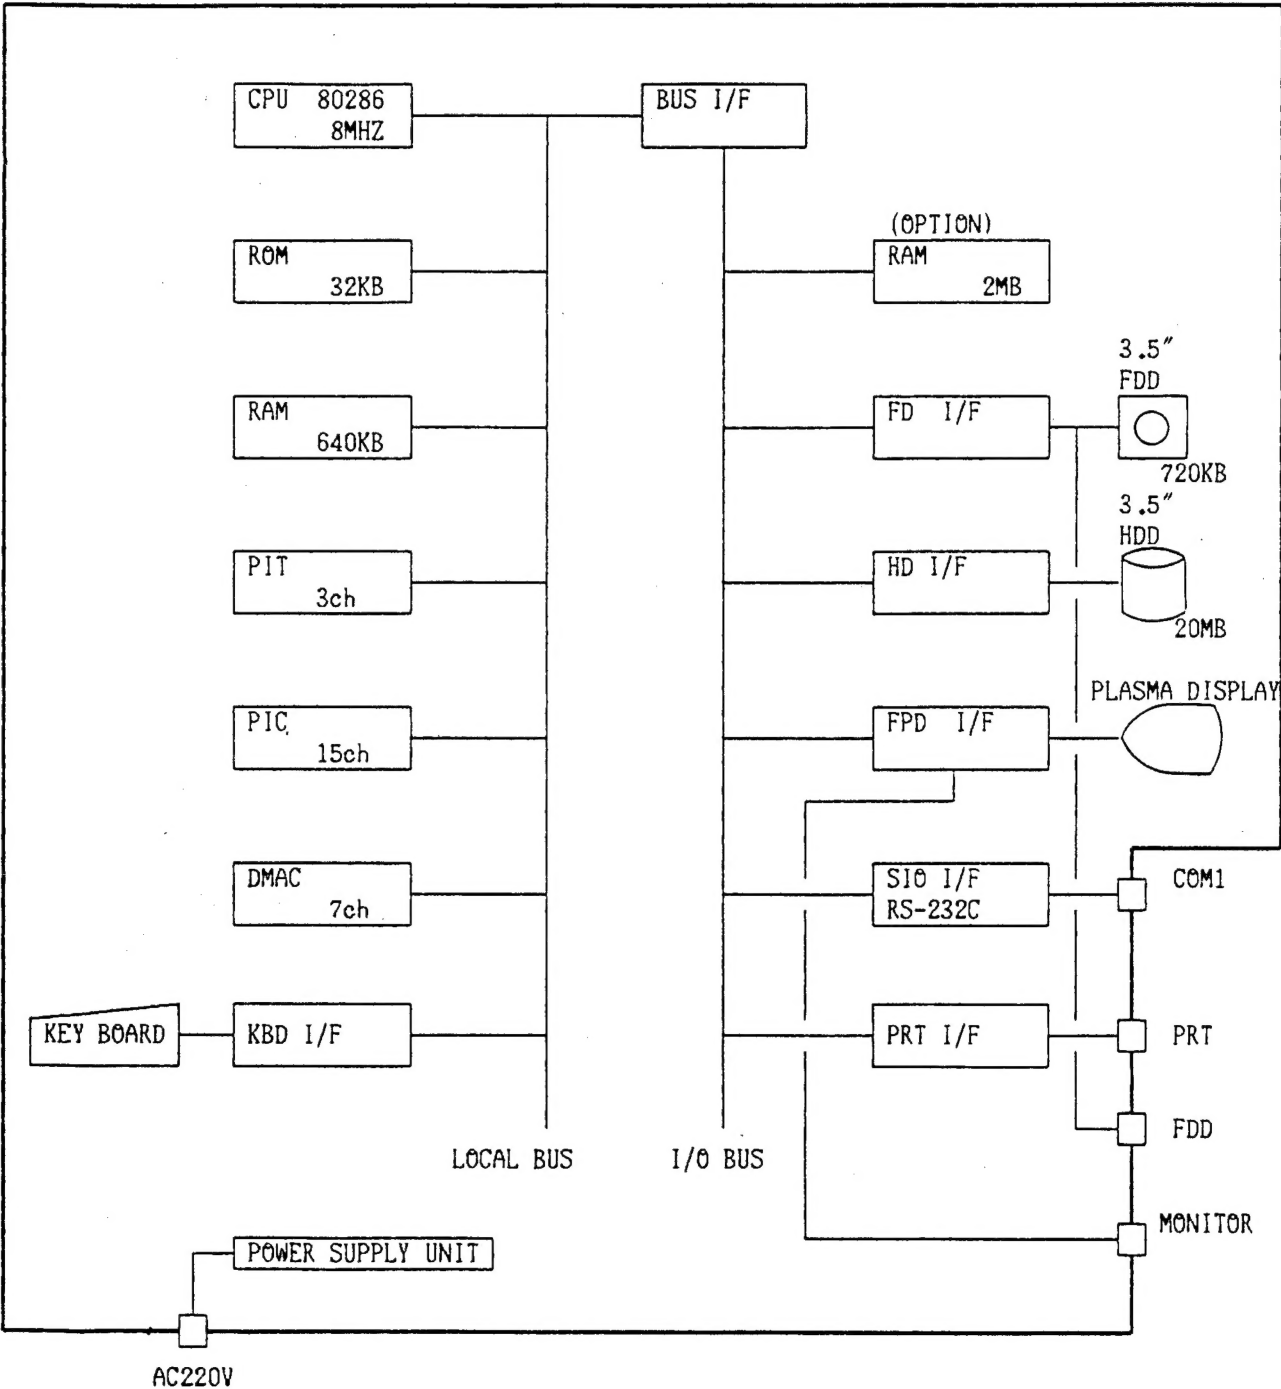 CPU 80286
8MHZ
BUS I/F
ROM
32KB
(OPTION)
RAM
2MB
RAM
640KB
FD I/F
3.5"
FDD
720KB
PIT
3ch
HD I/F
3.5"
HDD
20MB
PIC
15ch
FPD I/F
PLASMA DISPLAY
DMAC
7ch
SIO I/F
RS-232C
COM1
KEY BOARD
KBD I/F
PRT I/F
PRT
FDD
LOCAL BUS
I/O BUS
MONITOR
POWER SUPPLY UNIT
AC220V